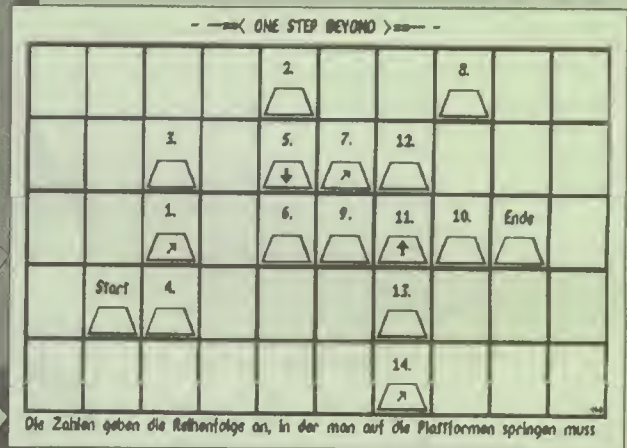 ONE STEP BEYOND
2. 8.
3. 5. 7. 12.
1. 6. 9. 11. 10. Ende
Start 4. 13.
14.
Die Zahlen geben die Reihenfolge an, in der man auf die Plattformen springen muss